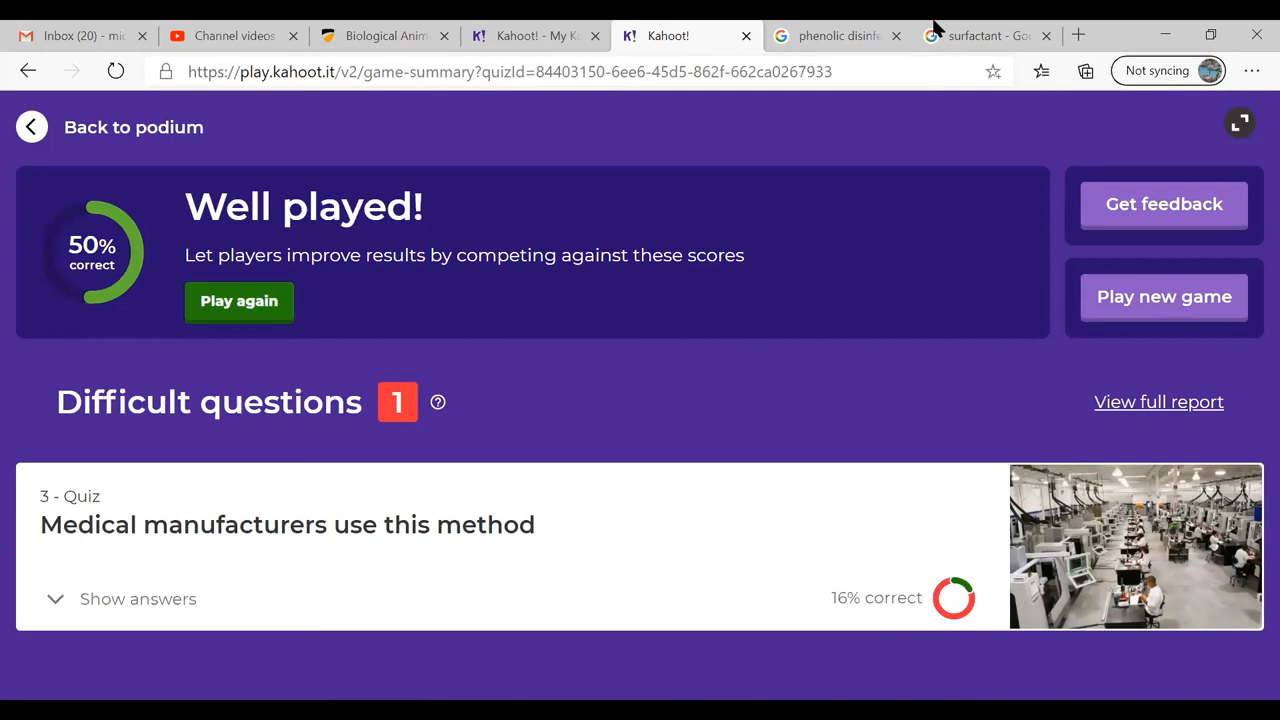 Inbox (20) - mic
Channel videos
Biological Anim
K! Kahoot! - My Ka
K! Kahoot!
phenolic disinfe
surfactant - Goo
https://play.kahoot.it/v2/game-summary?quizId=84403150-6ee6-45d5-862f-662ca0267933
Not syncing
Back to podium
50%
correct
Well played!
Let players improve results by competing against these scores
Play again
Get feedback
Play new game
Difficult questions 1
View full report
3 - Quiz
Medical manufacturers use this method
Show answers
16% correct